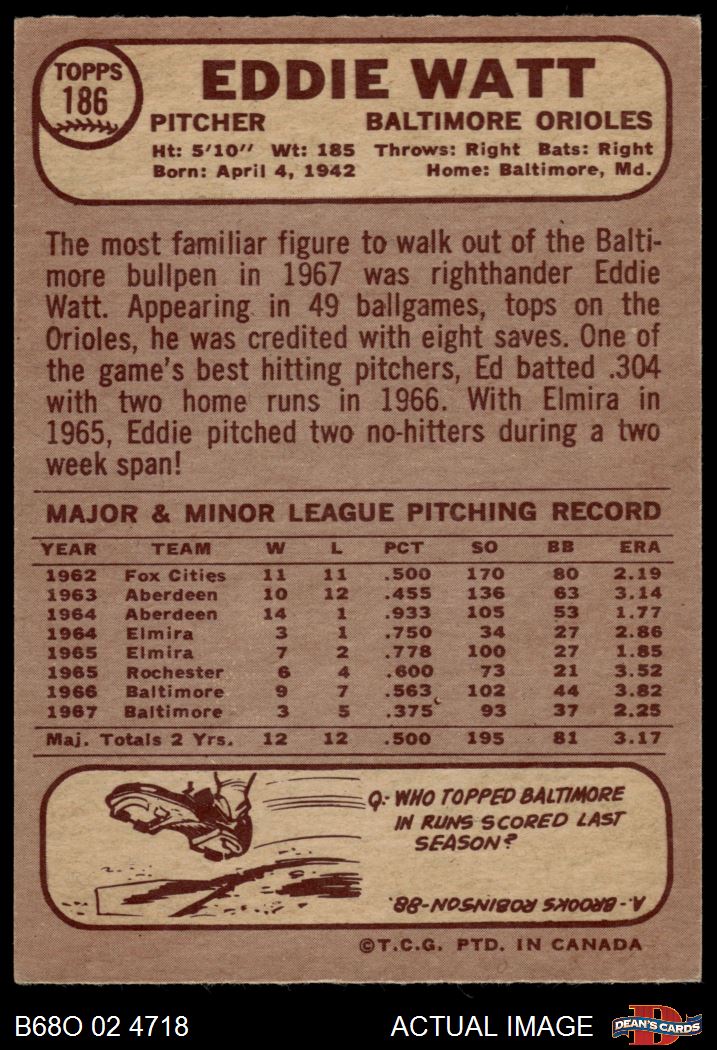 TOPPS
186
EDDIE WATT
PITCHER BALTIMORE ORIOLES
Ht: 5'10" Wt: 185 Throws: Right Bats: Right
Born: April 4, 1942 Home: Baltimore, Md.
The most familiar figure to walk out of the Balti-
more bullpen in 1967 was righthander Eddie
Watt. Appearing in 49 ballgames, tops on the
Orioles, he was credited with eight saves. One of
the game's best hitting pitchers, Ed batted .304
with two home runs in 1966. With Elmira in
1965, Eddie pitched two no-hitters during a two
week span!
MAJOR & MINOR LEAGUE PITCHING RECORD
YEAR TEAM W L PCT SO BB ERA
1962 Fox Cities 11 11 .500 170 80 2.19
1963 Aberdeen 10 12 .455 136 63 3.14
1964 Aberdeen 14 1 .933 105 53 1.77
1964 Elmira 3 1 .750 34 27 2.86
1965 Elmira 7 2 .778 100 27 1.85
1965 Rochester 6 4 .600 73 21 3.52
1966 Baltimore 9 7 .563 102 44 3.82
1967 Baltimore 3 5 .375 93 37 2.25
Maj. Totals 2 Yrs. 12 12 .500 195 81 3.17
Q: WHO TOPPED BALTIMORE
IN RUNS SCORED LAST
SEASON?
A- BROOKS ROBINSON-88.
©T.C.G. PTD. IN CANADA
B68O 02 4718 ACTUAL IMAGE DEAN'S CARDS